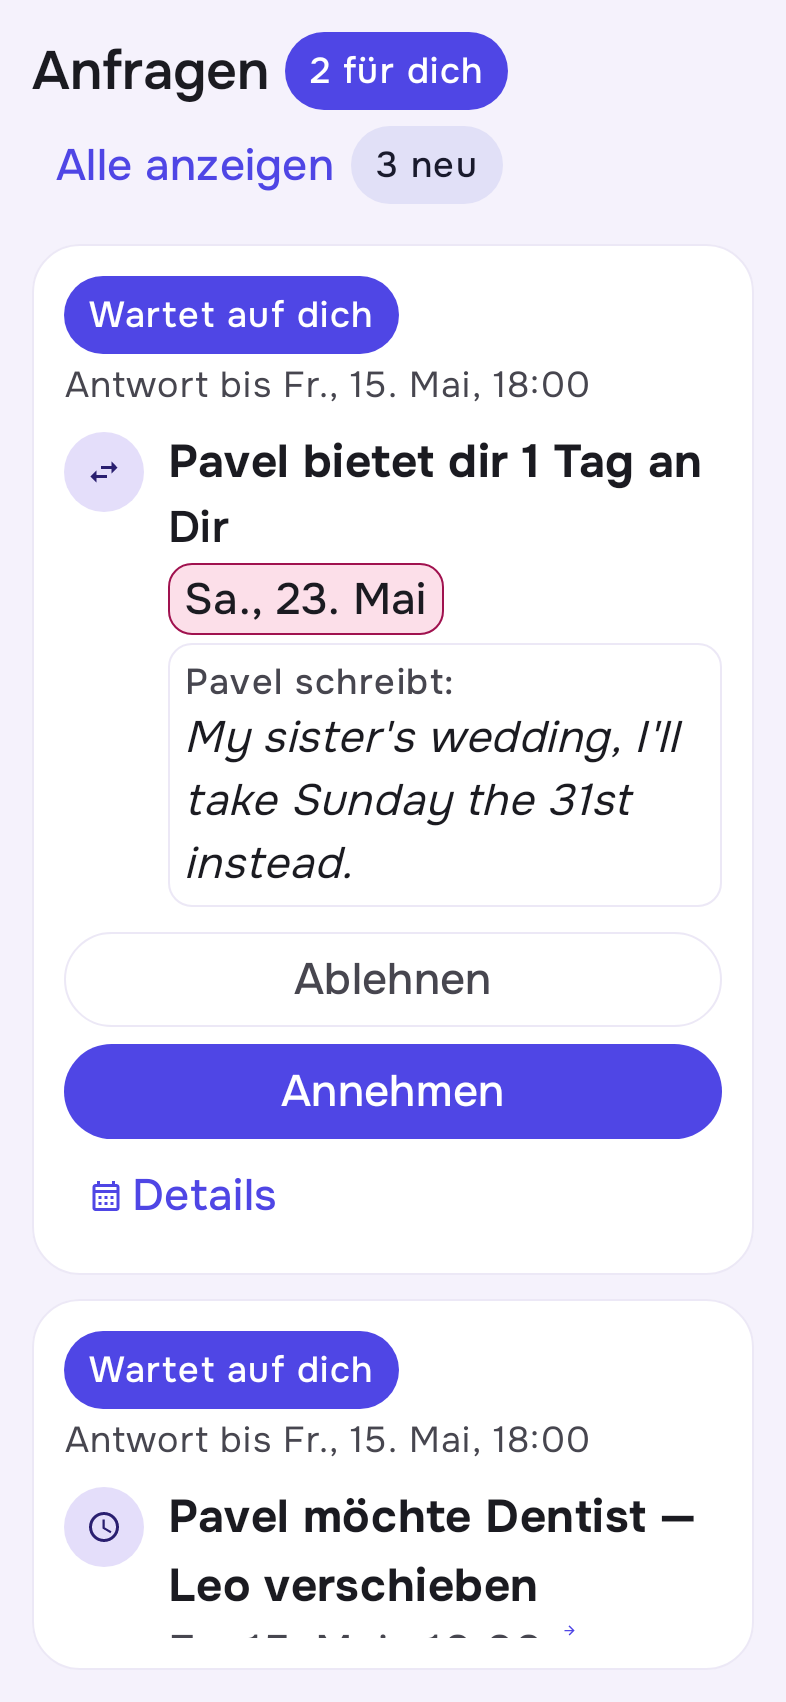 Anfragen 2 für dich
Alle anzeigen 3 neu
Wartet auf dich
Antwort bis Fr., 15. Mai, 18:00
Pavel bietet dir 1 Tag an
Dir
Sa., 23. Mai
Pavel schreibt:
My sister's wedding, I'll
take Sunday the 31st
instead.
Ablehnen
Annehmen
Details
Wartet auf dich
Antwort bis Fr., 15. Mai, 18:00
Pavel möchte Dentist —
Leo verschieben